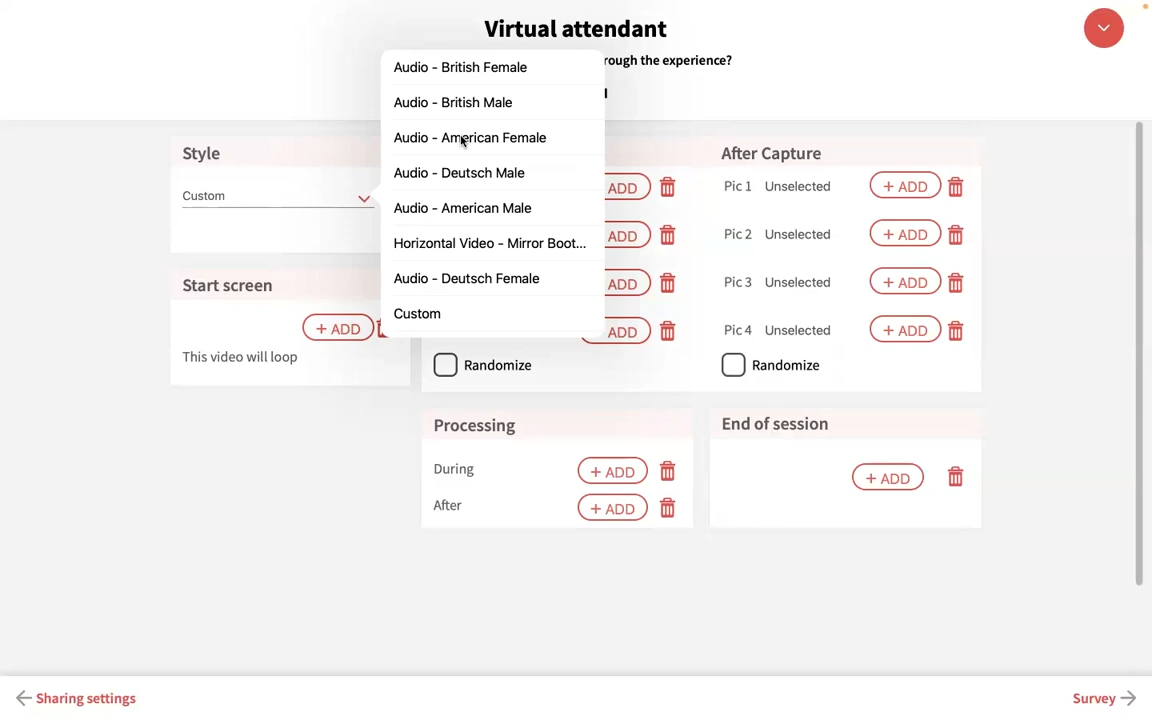 Virtual attendant
rough the experience?
Style
Custom
Start screen
+ ADD
This video will loop
Audio - British Female
Audio - British Male
Audio - American Female
Audio - Deutsch Male
Audio - American Male
Horizontal Video - Mirror Boot...
Audio - Deutsch Female
Custom
ADD
ADD
ADD
ADD
Randomize
After Capture
Pic 1 Unselected + ADD
Pic 2 Unselected + ADD
Pic 3 Unselected + ADD
Pic 4 Unselected + ADD
Randomize
Processing
During + ADD
After + ADD
End of session
+ ADD
Sharing settings
Survey